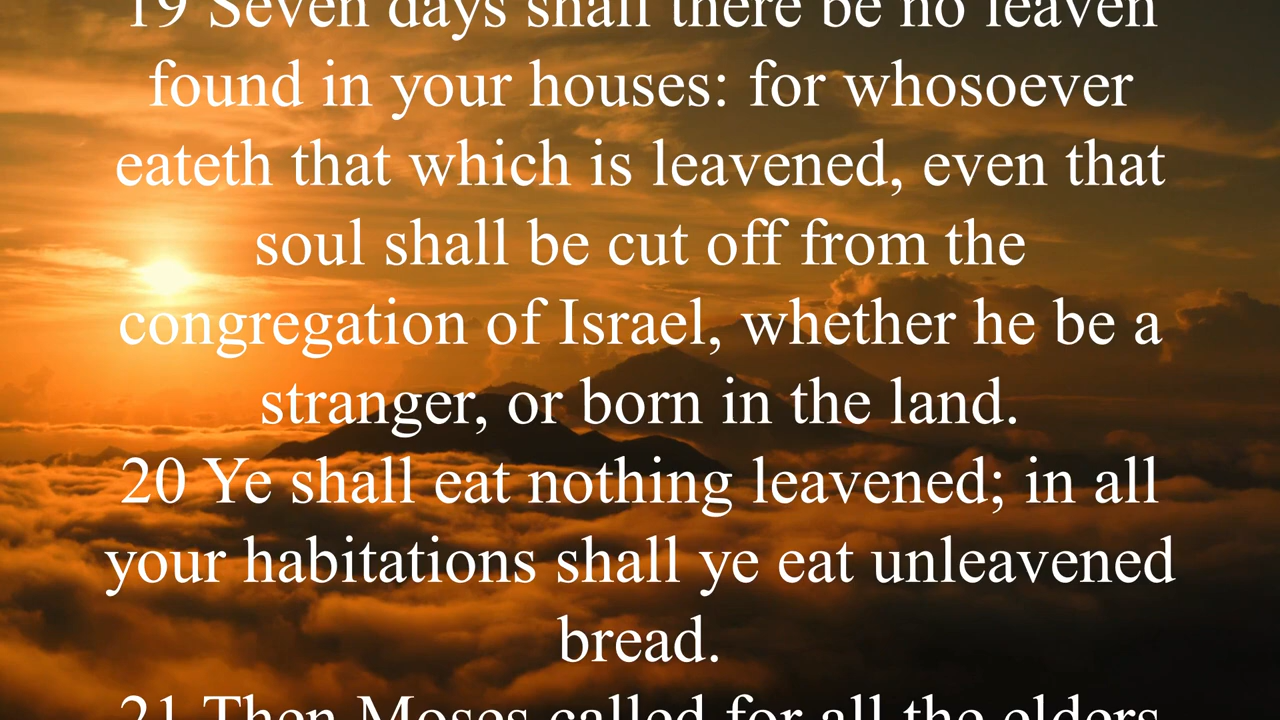 19 Seven days shall there be no leaven
found in your houses: for whosoever
eateth that which is leavened, even that
soul shall be cut off from the
congregation of Israel, whether he be a
stranger, or born in the land.
20 Ye shall eat nothing leavened; in all
your habitations shall ye eat unleavened
bread.
21 Then Moses called for all the elders